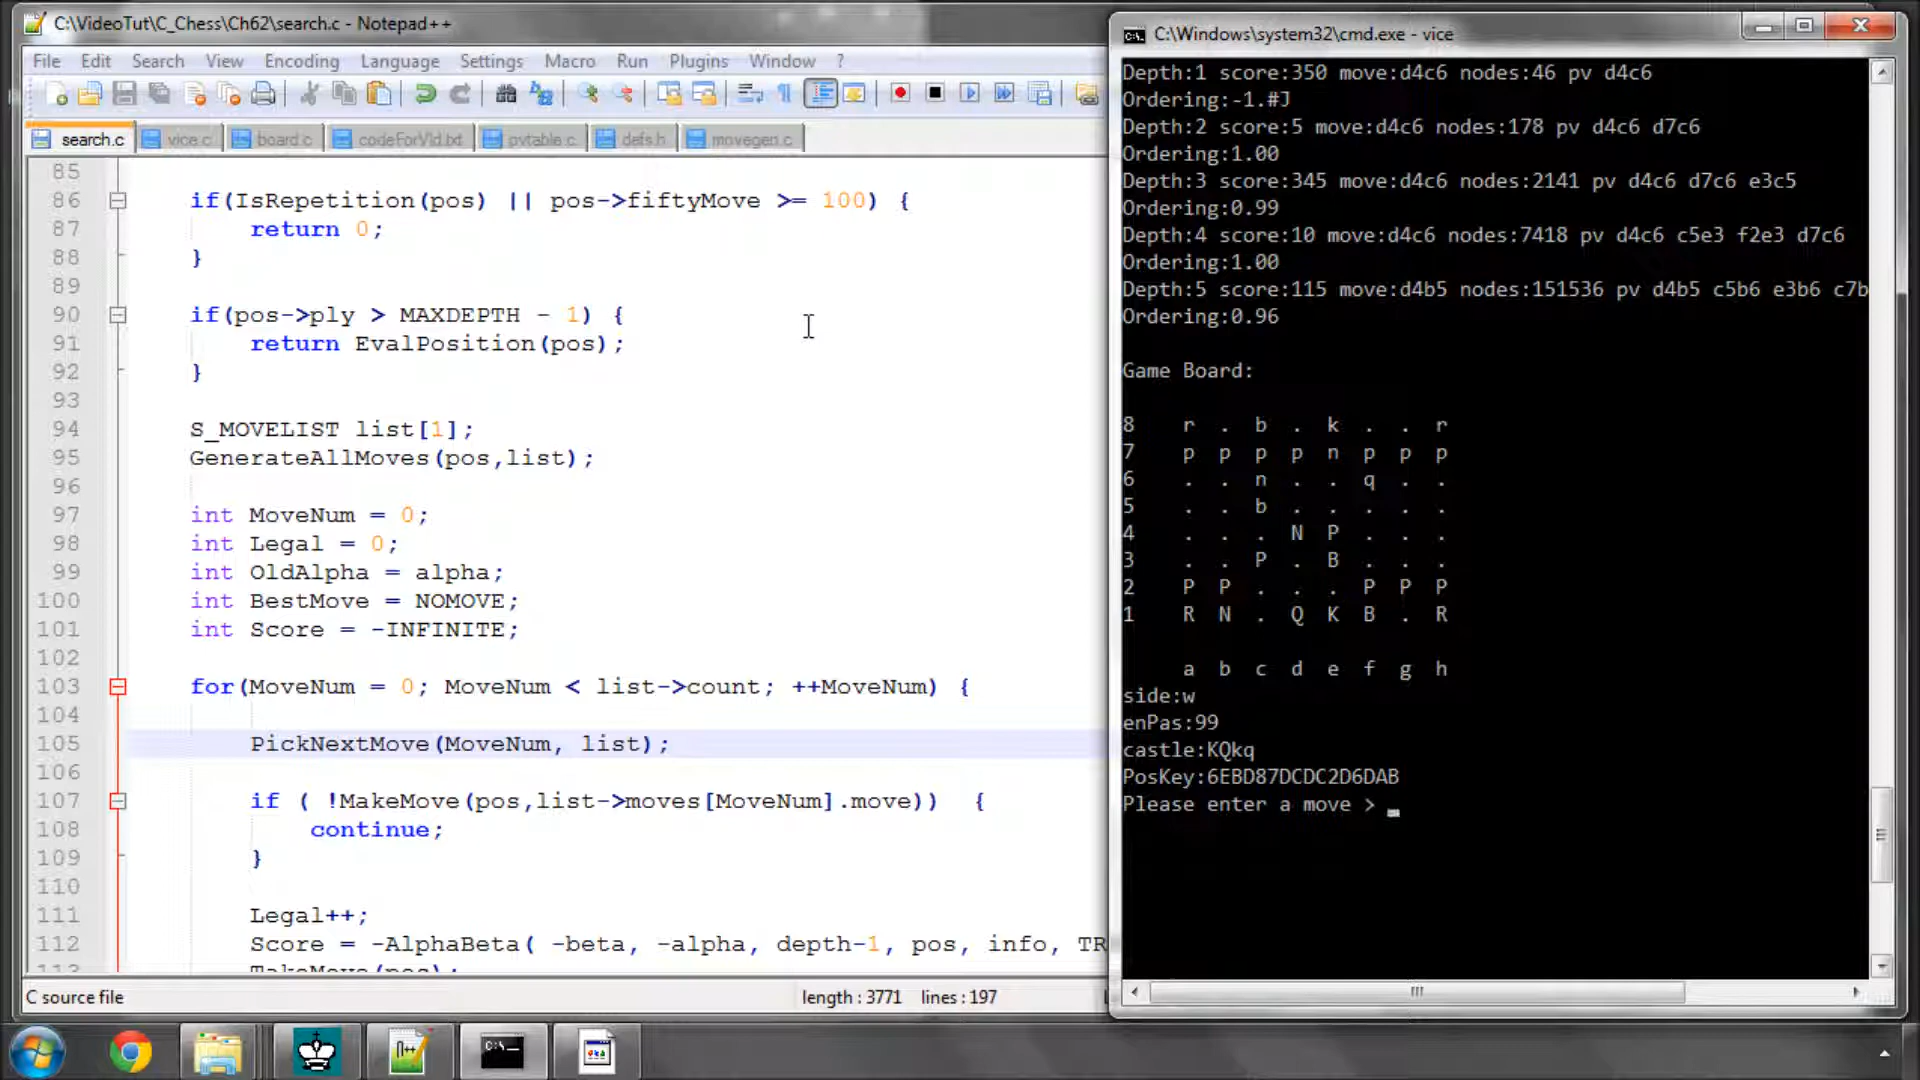 C:\VideoTut\C_Chess\Ch62\search.c - Notepad++
File Edit Search View Encoding Language Settings Macro Run Plugins Window ?
search.c vice.c board.c codeForVid.txt pvtable.c defs.h movegen.c
85
86 if(IsRepetition(pos) || pos->fiftyMove >= 100) {
87 return 0;
88 }
89
90 if(pos->ply > MAXDEPTH - 1) {
91 return EvalPosition(pos);
92 }
93
94 S_MOVELIST list[1];
95 GenerateAllMoves(pos,list);
96
97 int MoveNum = 0;
98 int Legal = 0;
99 int OldAlpha = alpha;
100 int BestMove = NOMOVE;
101 int Score = -INFINITE;
102
103 for(MoveNum = 0; MoveNum < list->count; ++MoveNum) {
104
105 PickNextMove(MoveNum, list);
106
107 if ( !MakeMove(pos,list->moves[MoveNum].move)) {
108 continue;
109 }
110
111 Legal++;
112 Score = -AlphaBeta( -beta, -alpha, depth-1, pos, info, TR
113 TakeMove(pos);
C source file length : 3771 lines : 197
C:\Windows\system32\cmd.exe - vice
Depth:1 score:350 move:d4c6 nodes:46 pv d4c6
Ordering:-1.#J
Depth:2 score:5 move:d4c6 nodes:178 pv d4c6 d7c6
Ordering:1.00
Depth:3 score:345 move:d4c6 nodes:2141 pv d4c6 d7c6 e3c5
Ordering:0.99
Depth:4 score:10 move:d4c6 nodes:7418 pv d4c6 c5e3 f2e3 d7c6
Ordering:1.00
Depth:5 score:115 move:d4b5 nodes:151536 pv d4b5 c5b6 e3b6 c7b
Ordering:0.96
Game Board:
8 r . b . k . . r
7 p p p p n p p p
6 . . n . . q . .
5 . . b . . . . .
4 . . . N P . . .
3 . . P . B . . .
2 P P . . . P P P
1 R N . Q K B . R
a b c d e f g h
side:w
enPas:99
castle:KQkq
PosKey:6EBD87DCDC2D6DAB
Please enter a move > _